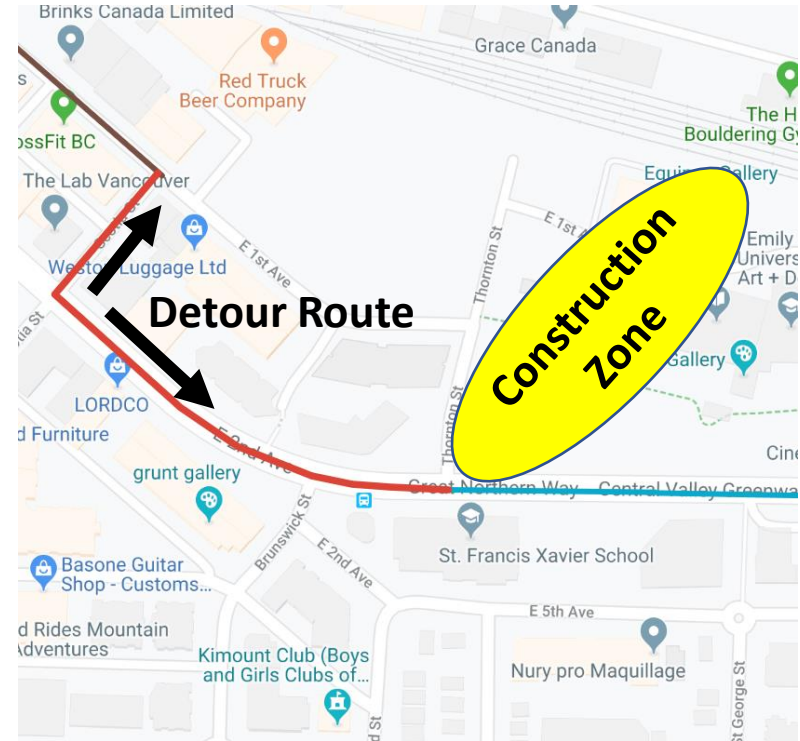 Brinks Canada Limited
Grace Canada
Red Truck
Beer Company
The H
Bouldering Gy
s
ossFit BC
The Lab Vancouver
Equin Gallery
E 1st A
Thornton St
Emily
Univers
Art + D
E 1st Ave
Luggage Ltd
Detour Route
Construction
Zone
Gallery
LORDCO
d Furniture
Thornton St
E 2nd Ave
Cine
grunt gallery
Great Northern Way
Central Valley Greenwa
Brunswick St
E 2nd Ave
St. Francis Xavier School
Basone Guitar
Shop - Customs...
E 5th Ave
d Rides Mountain
Adventures
Kimount Club (Boys
and Girls Clubs of...
Nury pro Maquillage
St George St
d St